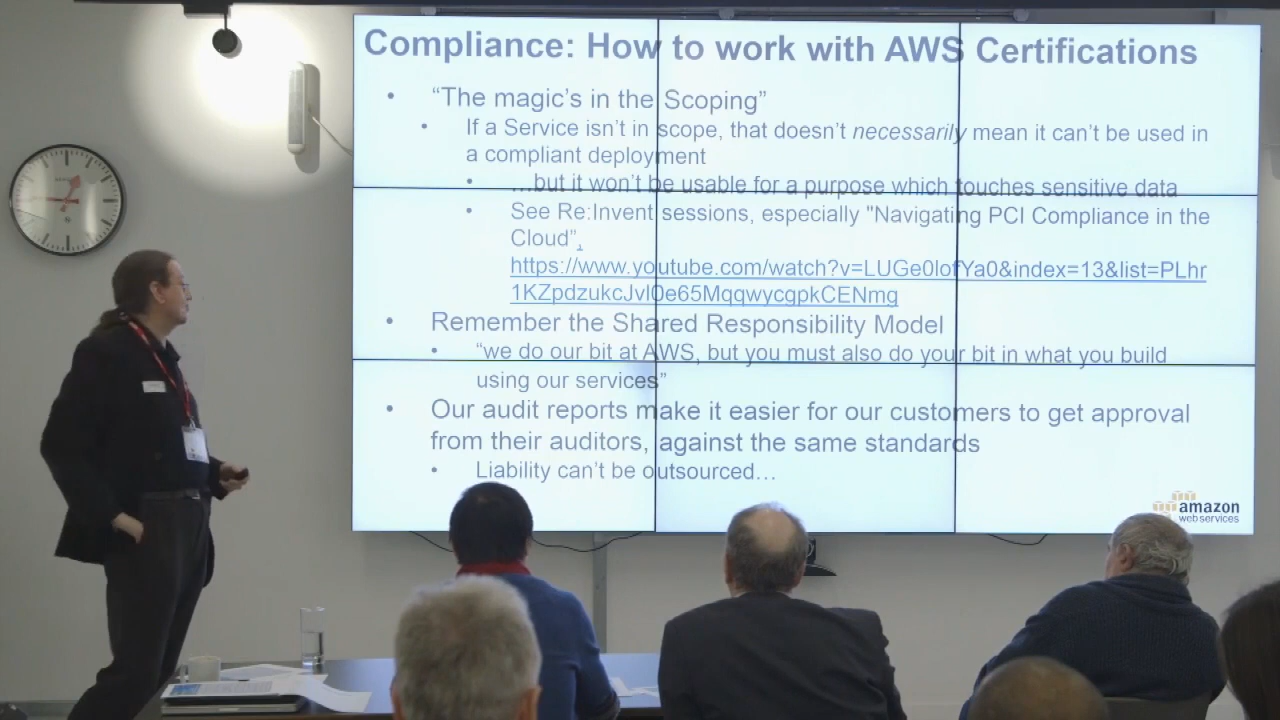 Compliance: How to work with AWS Certifications
• “The magic’s in the Scoping”
• If a Service isn’t in scope, that doesn’t necessarily mean it can’t be used in
a compliant deployment
• …but it won’t be usable for a purpose which touches sensitive data
• See Re:Invent sessions, especially "Navigating PCI Compliance in the
Cloud”,
https://www.youtube.com/watch?v=LUGe0lofYa0&index=13&list=PLhr
1KZpdzukcJvl0e65MqqwycgpkCENmg
• Remember the Shared Responsibility Model
• “we do our bit at AWS, but you must also do your bit in what you build
using our services”
• Our audit reports make it easier for our customers to get approval
from their auditors, against the same standards
• Liability can’t be outsourced…
amazon
web services